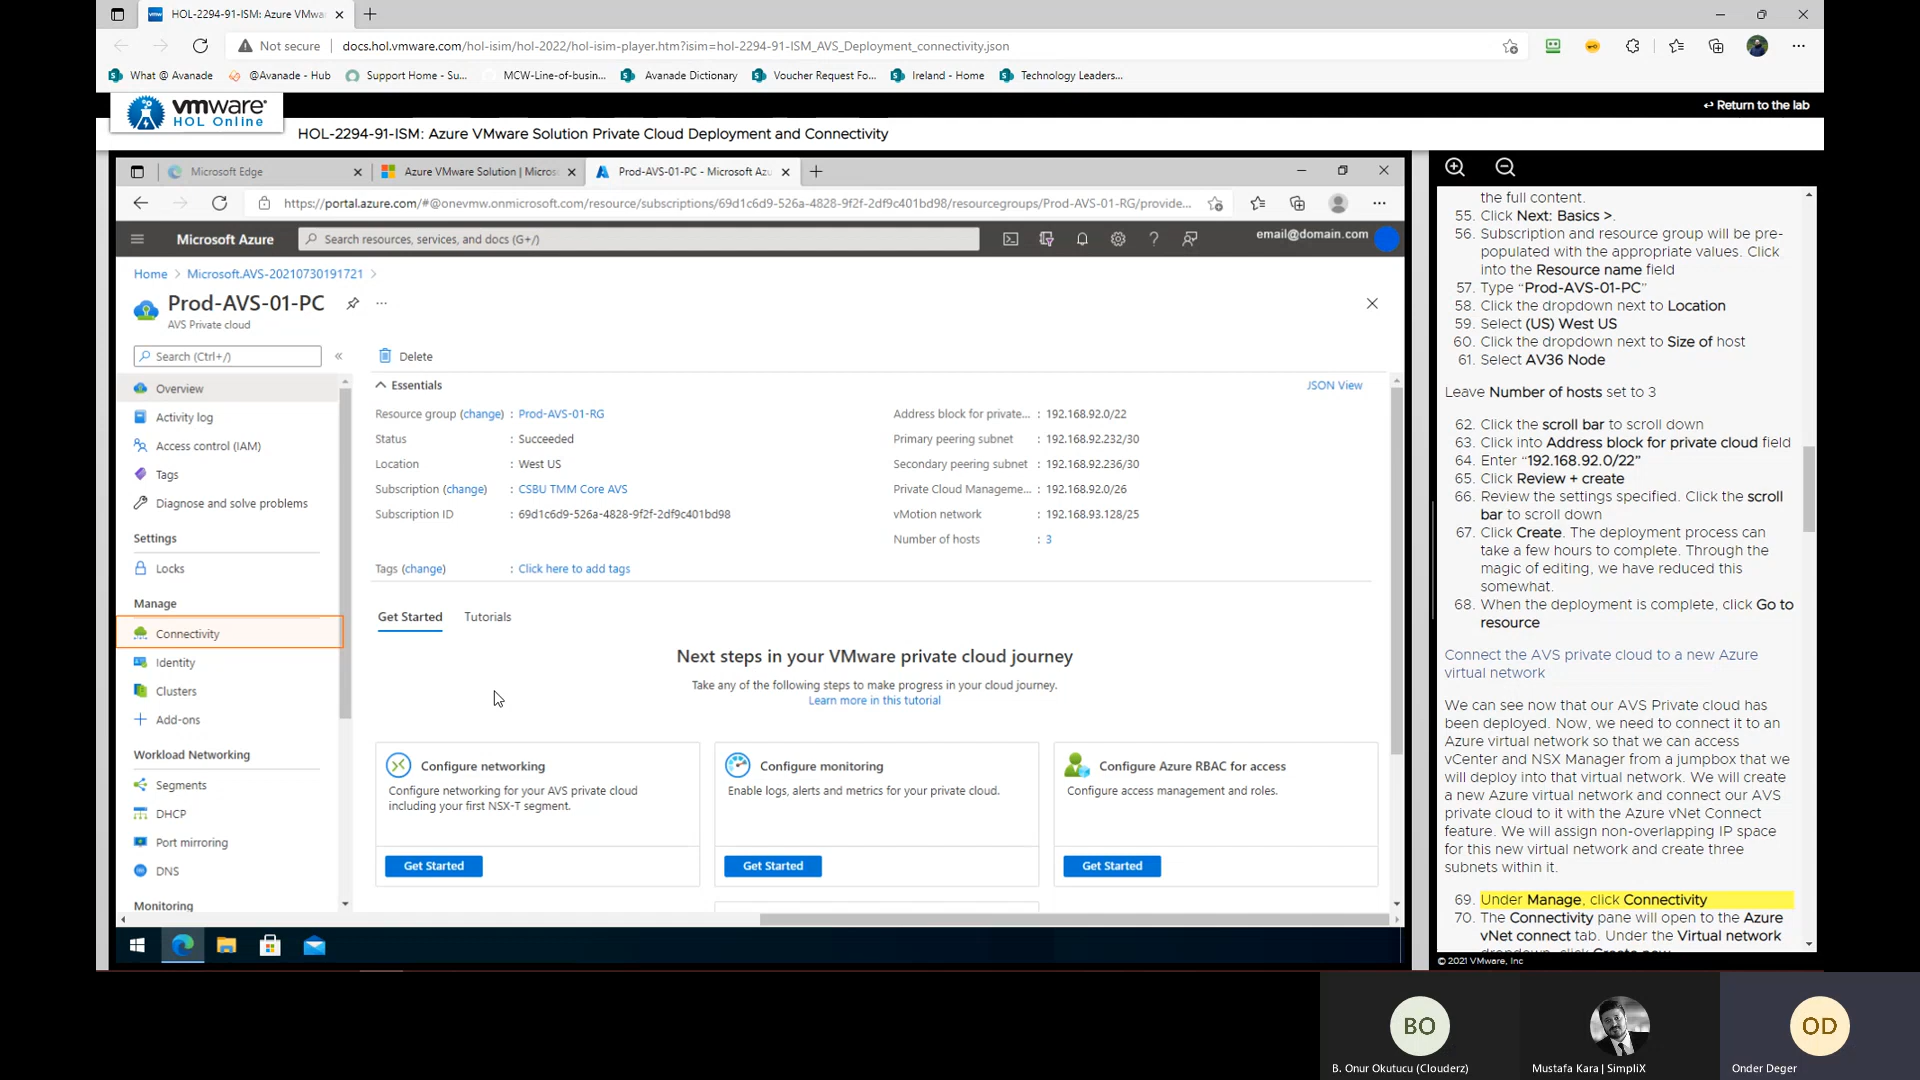 HOL-2294-91-ISM: Azure VMwa
Not secure
docs.hol.vmware.com/hol-isim/hol-2022/hol-isim-player.htm?isim=hol-2294-91-ISM_AVS_Deployment_connectivity.json
What @ Avanade
@Avanade - Hub
Support Home - Su...
MCW-Line-of-busin...
Avanade Dictionary
Voucher Request Fo...
Ireland - Home
Technology Leaders...
vmware
HOL Online
Return to the lab
HOL-2294-91-ISM: Azure VMware Solution Private Cloud Deployment and Connectivity
Microsoft Edge
Azure VMware Solution | Micros
Prod-AVS-01-PC - Microsoft Azu
https://portal.azure.com/#@onevmw.onmicrosoft.com/resource/subscriptions/69d1c6d9-526a-4828-9f2f-2df9c401bd98/resourcegroups/Prod-AVS-01-RG/provide...
Microsoft Azure
Search resources, services, and docs (G+/)
email@domain.com
Home > Microsoft.AVS-20210730191721 >
Prod-AVS-01-PC
AVS Private cloud
Search (Ctrl+/)
«
Overview
Activity log
Access control (IAM)
Tags
Diagnose and solve problems
Settings
Locks
Manage
Connectivity
Identity
Clusters
Add-ons
Workload Networking
Segments
DHCP
Port mirroring
DNS
Monitoring
Delete
Essentials
JSON View
Resource group (change) : Prod-AVS-01-RG
Status : Succeeded
Location : West US
Subscription (change) : CSBU TMM Core AVS
Subscription ID : 69d1c6d9-526a-4828-9f2f-2df9c401bd98
Address block for private... : 192.168.92.0/22
Primary peering subnet : 192.168.92.232/30
Secondary peering subnet : 192.168.92.236/30
Private Cloud Manageme... : 192.168.92.0/26
vMotion network : 192.168.93.128/25
Number of hosts : 3
Tags (change) : Click here to add tags
Get Started
Tutorials
Next steps in your VMware private cloud journey
Take any of the following steps to make progress in your cloud journey.
Learn more in this tutorial
Configure networking
Configure networking for your AVS private cloud
including your first NSX-T segment.
Get Started
Configure monitoring
Enable logs, alerts and metrics for your private cloud.
Get Started
Configure Azure RBAC for access
Configure access management and roles.
Get Started
the full content.
55. Click Next: Basics >.
56. Subscription and resource group will be pre-
populated with the appropriate values. Click
into the Resource name field
57. Type “Prod-AVS-01-PC”
58. Click the dropdown next to Location
59. Select (US) West US
60. Click the dropdown next to Size of host
61. Select AV36 Node
Leave Number of hosts set to 3
62. Click the scroll bar to scroll down
63. Click into Address block for private cloud field
64. Enter “192.168.92.0/22”
65. Click Review + create
66. Review the settings specified. Click the scroll
bar to scroll down
67. Click Create. The deployment process can
take a few hours to complete. Through the
magic of editing, we have reduced this
somewhat.
68. When the deployment is complete, click Go to
resource
Connect the AVS private cloud to a new Azure
virtual network
We can see now that our AVS Private cloud has
been deployed. Now, we need to connect it to an
Azure virtual network so that we can access
vCenter and NSX Manager from a jumpbox that we
will deploy into that virtual network. We will create
a new Azure virtual network and connect our AVS
private cloud to it with the Azure vNet Connect
feature. We will assign non-overlapping IP space
for this new virtual network and create three
subnets within it.
69. Under Manage, click Connectivity
70. The Connectivity pane will open to the Azure
vNet connect tab. Under the Virtual network
dropdown, click Create new
© 2021 VMware, Inc
BO
B. Onur Okutucu (Clouderz)
Mustafa Kara | SimpliX
OD
Onder Deger